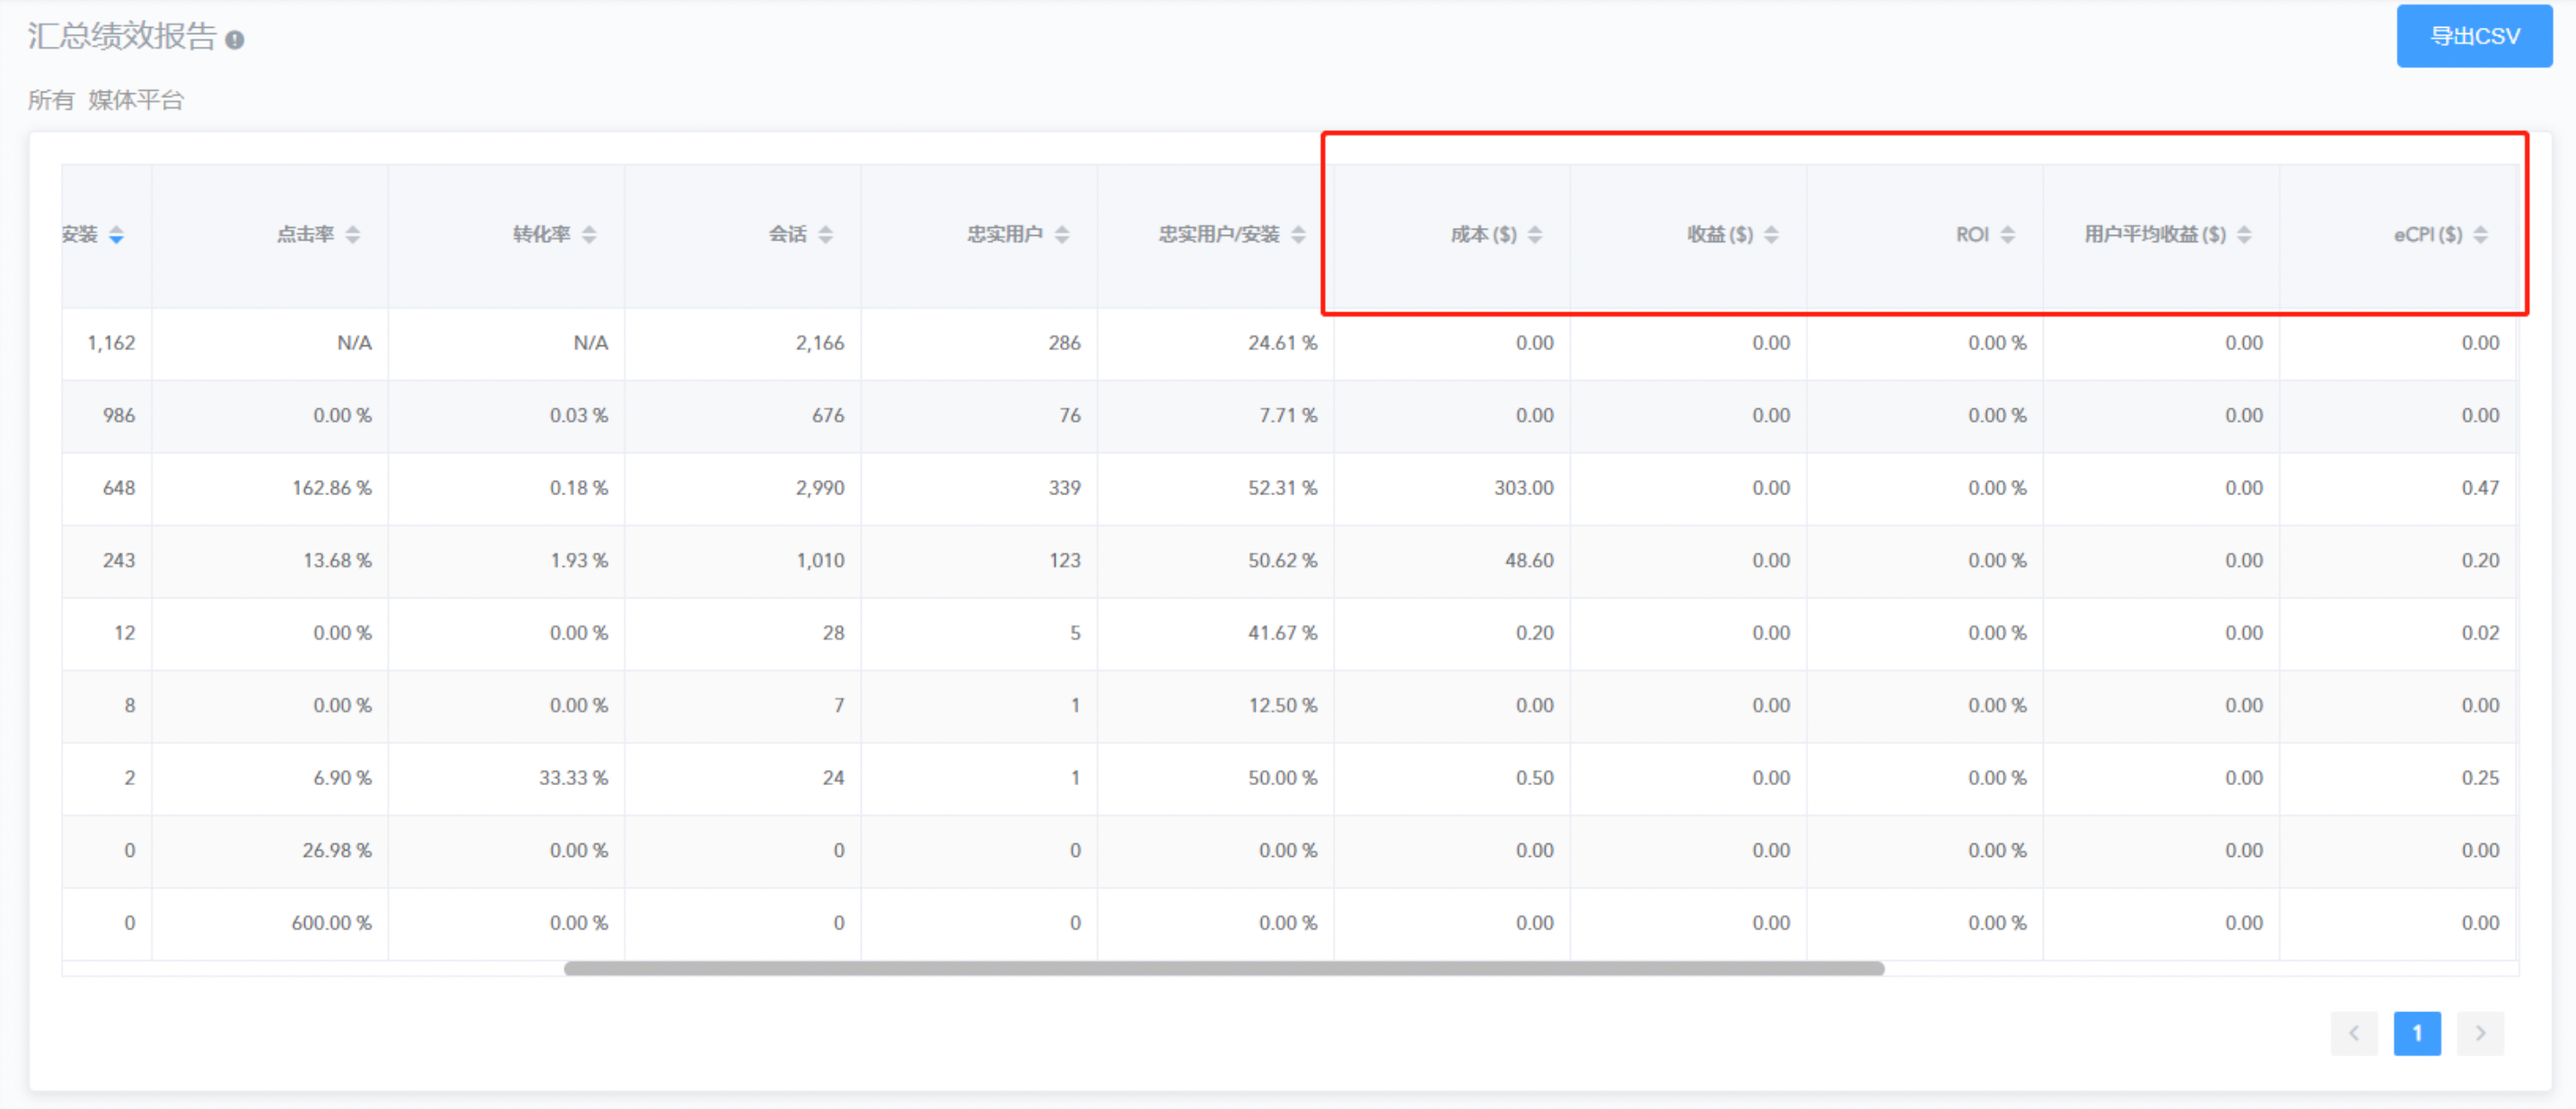 汇总绩效报告
导出CSV
所有 媒体平台
安装 点击率 转化率 会话 忠实用户 忠实用户/安装 成本($) 收益($) ROI 用户平均收益($) eCPI($)
1,162 N/A N/A 2,166 286 24.61 % 0.00 0.00 0.00 % 0.00 0.00
986 0.00 % 0.03 % 676 76 7.71 % 0.00 0.00 0.00 % 0.00 0.00
648 162.86 % 0.18 % 2,990 339 52.31 % 303.00 0.00 0.00 % 0.00 0.47
243 13.68 % 1.93 % 1,010 123 50.62 % 48.60 0.00 0.00 % 0.00 0.20
12 0.00 % 0.00 % 28 5 41.67 % 0.20 0.00 0.00 % 0.00 0.02
8 0.00 % 0.00 % 7 1 12.50 % 0.00 0.00 0.00 % 0.00 0.00
2 6.90 % 33.33 % 24 1 50.00 % 0.50 0.00 0.00 % 0.00 0.25
0 26.98 % 0.00 % 0 0 0.00 % 0.00 0.00 0.00 % 0.00 0.00
0 600.00 % 0.00 % 0 0 0.00 % 0.00 0.00 0.00 % 0.00 0.00
1